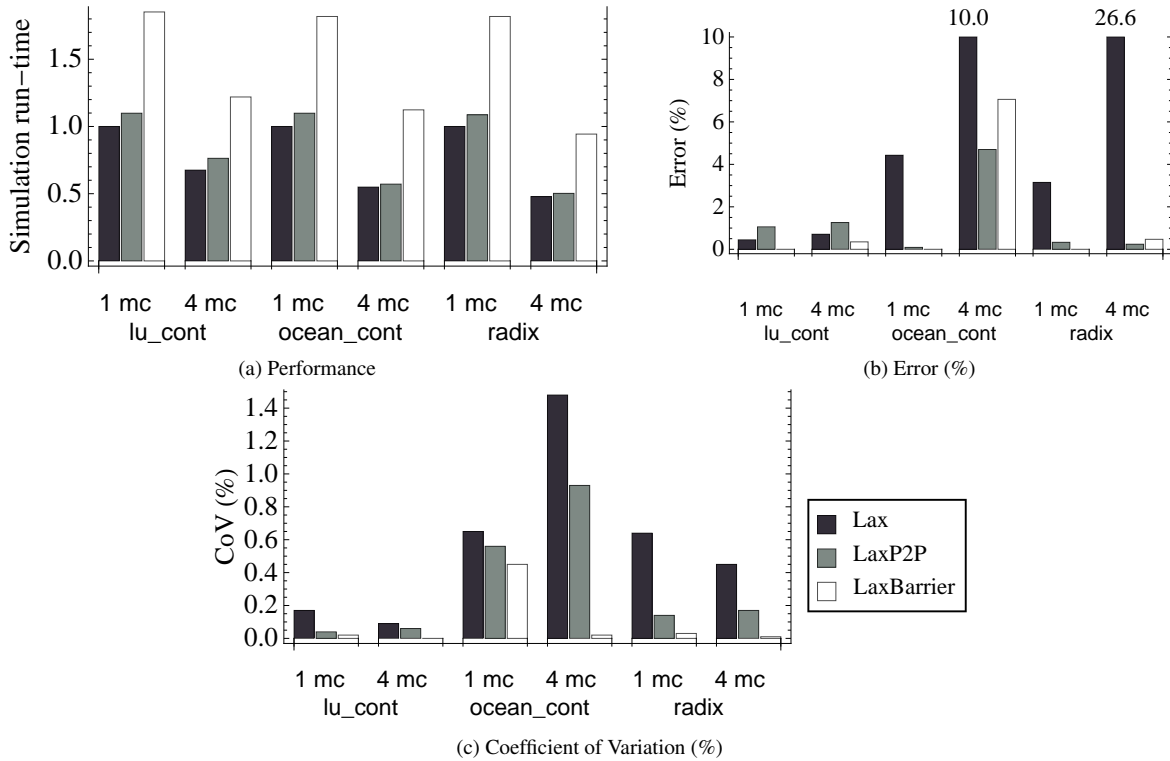 Simulation run-time
1.5
1.0
0.5
0.0
1 mc 4 mc 1 mc 4 mc 1 mc 4 mc
lu_cont ocean_cont radix
(a) Performance
10.0 26.6
Error (%)
10
8
6
4
2
0
1 mc 4 mc 1 mc 4 mc 1 mc 4 mc
lu_cont ocean_cont radix
(b) Error (%)
CoV (%)
1.4
1.2
1.0
0.8
0.6
0.4
0.2
0.0
1 mc 4 mc 1 mc 4 mc 1 mc 4 mc
lu_cont ocean_cont radix
Lax
LaxP2P
LaxBarrier
(c) Coefficient of Variation (%)